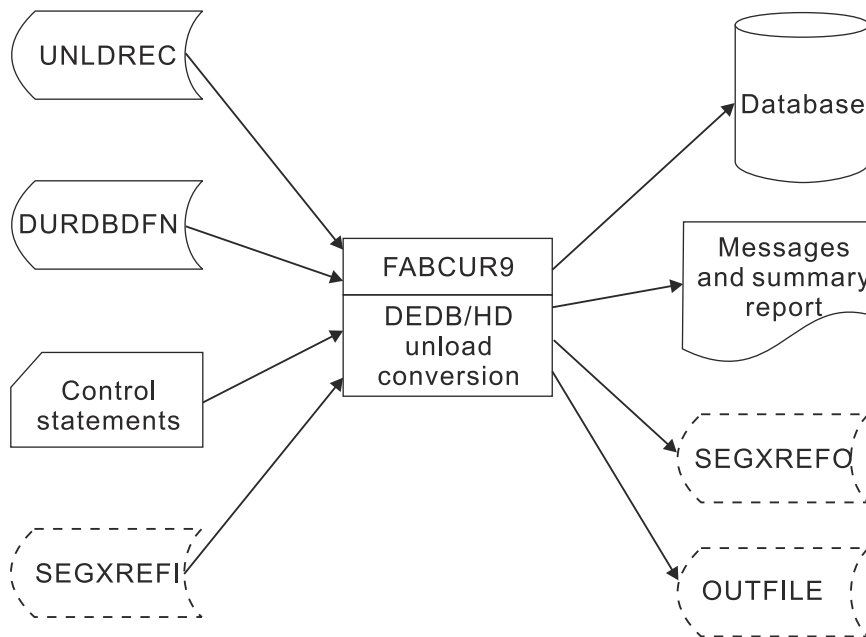 UNLDREC
DURDBDFN
Control
statements
SEGXREFI
FABCUR9
DEDB/HD
unload
conversion
Database
Messages
and summary
report
SEGXREFO
OUTFILE